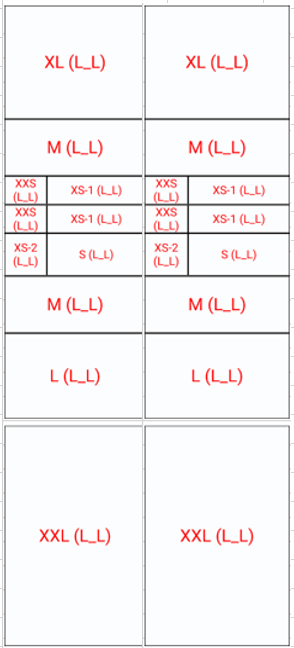 XL (L_L) XL (L_L)
M (L_L) M (L_L)
XXS (L_L) XS-1 (L_L) XXS (L_L) XS-1 (L_L)
XXS (L_L) XS-1 (L_L) XXS (L_L) XS-1 (L_L)
XS-2 (L_L) S (L_L) XS-2 (L_L) S (L_L)
M (L_L) M (L_L)
L (L_L) L (L_L)
XXL (L_L) XXL (L_L)